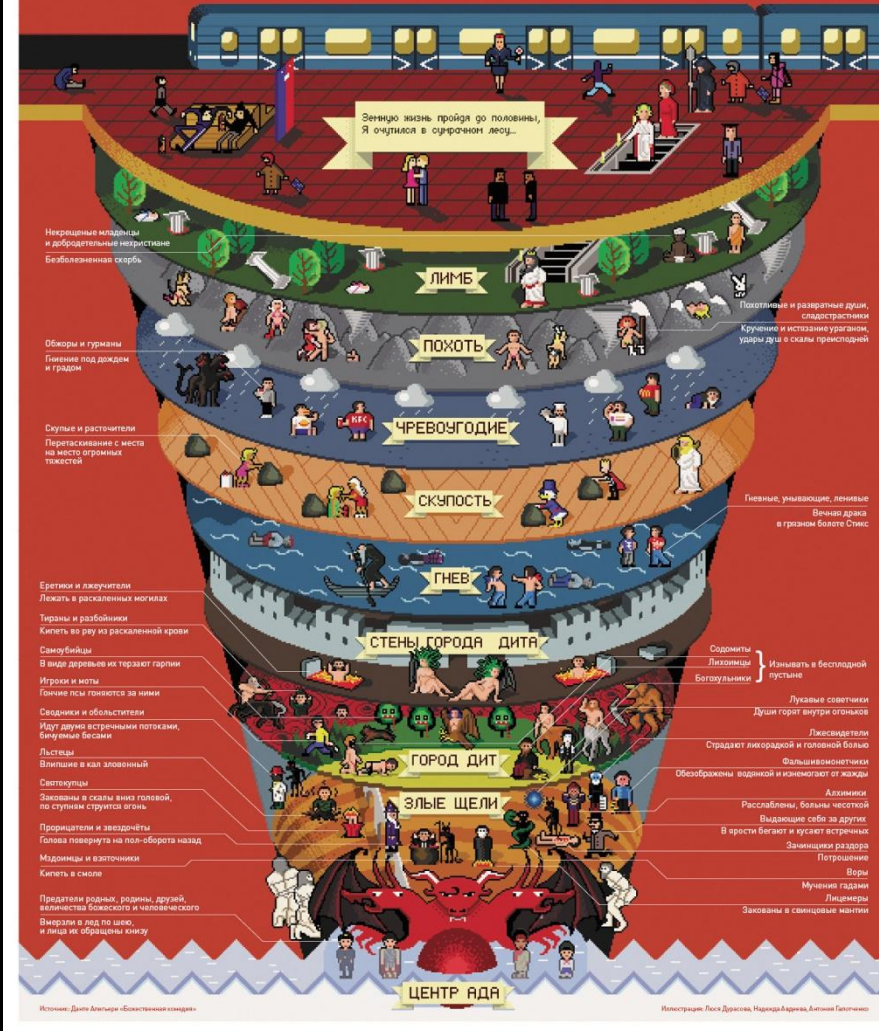 Земную жизнь пройдя до половины,
Я очутился в сумрачном лесу...
Некрещеные младенцы
и добродетельные нехристиане
Безболезненная скорбь
ЛИМБ
Похотливые и развратные души,
сладострастники
Кручение и истязание ураганом,
удары душ о скалы преисподней
ПОХОТЬ
Обжоры и гурманы
Гниение под дождем
и градом
KFC
ЧРЕВОУГОДИЕ
Скупые и расточители
Перетаскивание с места
на место огромных
тяжестей
СКУПОСТЬ
Гневные, унывающие, ленивые
Вечная драка
в грязном болоте Стикс
ГНЕВ
Еретики и лжеучители
Лежать в раскаленных могилах
Тираны и разбойники
Кипеть во рву из раскаленной крови
СТЕНЫ ГОРОДА ДИТА
Самоубийцы
В виде деревьев их терзают гарпии
Игроки и моты
Гончие псы гоняются за ними
Сводники и обольстители
Идут двумя встречными потоками,
бичуемые бесами
Льстецы
Влипшие в кал зловонный
Святокупцы
Закованы в скалы вниз головой,
по ступням струится огонь
Прорицатели и звездочёты
Голова повернута на пол-оборота назад
Мздоимцы и взяточники
Кипеть в смоле
Предатели родных, родины, друзей,
величества божеского и человеческого
Вмерзли в лед по шею,
и лица их обращены книзу
Содомиты
Лихоимцы
Богохульники
Изнывать в бесплодной
пустыне
Лукавые советчики
Души горят внутри огоньков
Лжесвидетели
Страдают лихорадкой и головной болью
ГОРОД ДИТ
Фальшивомонетчики
Обезображены водянкой и изнемогают от жажды
ЗЛЫЕ ЩЕЛИ
Алхимики
Расслаблены, больны чесоткой
Выдающие себя за других
В ярости бегают и кусают встречных
Зачинщики раздора
Потрошение
Воры
Мучения гадами
Лицемеры
Закованы в свинцовые мантии
ЦЕНТР АДА
Источник: Данте Алигьери «Божественная комедия»
Иллюстрация: Люся Дурасова, Надежда Авдеева, Антония Галютченко